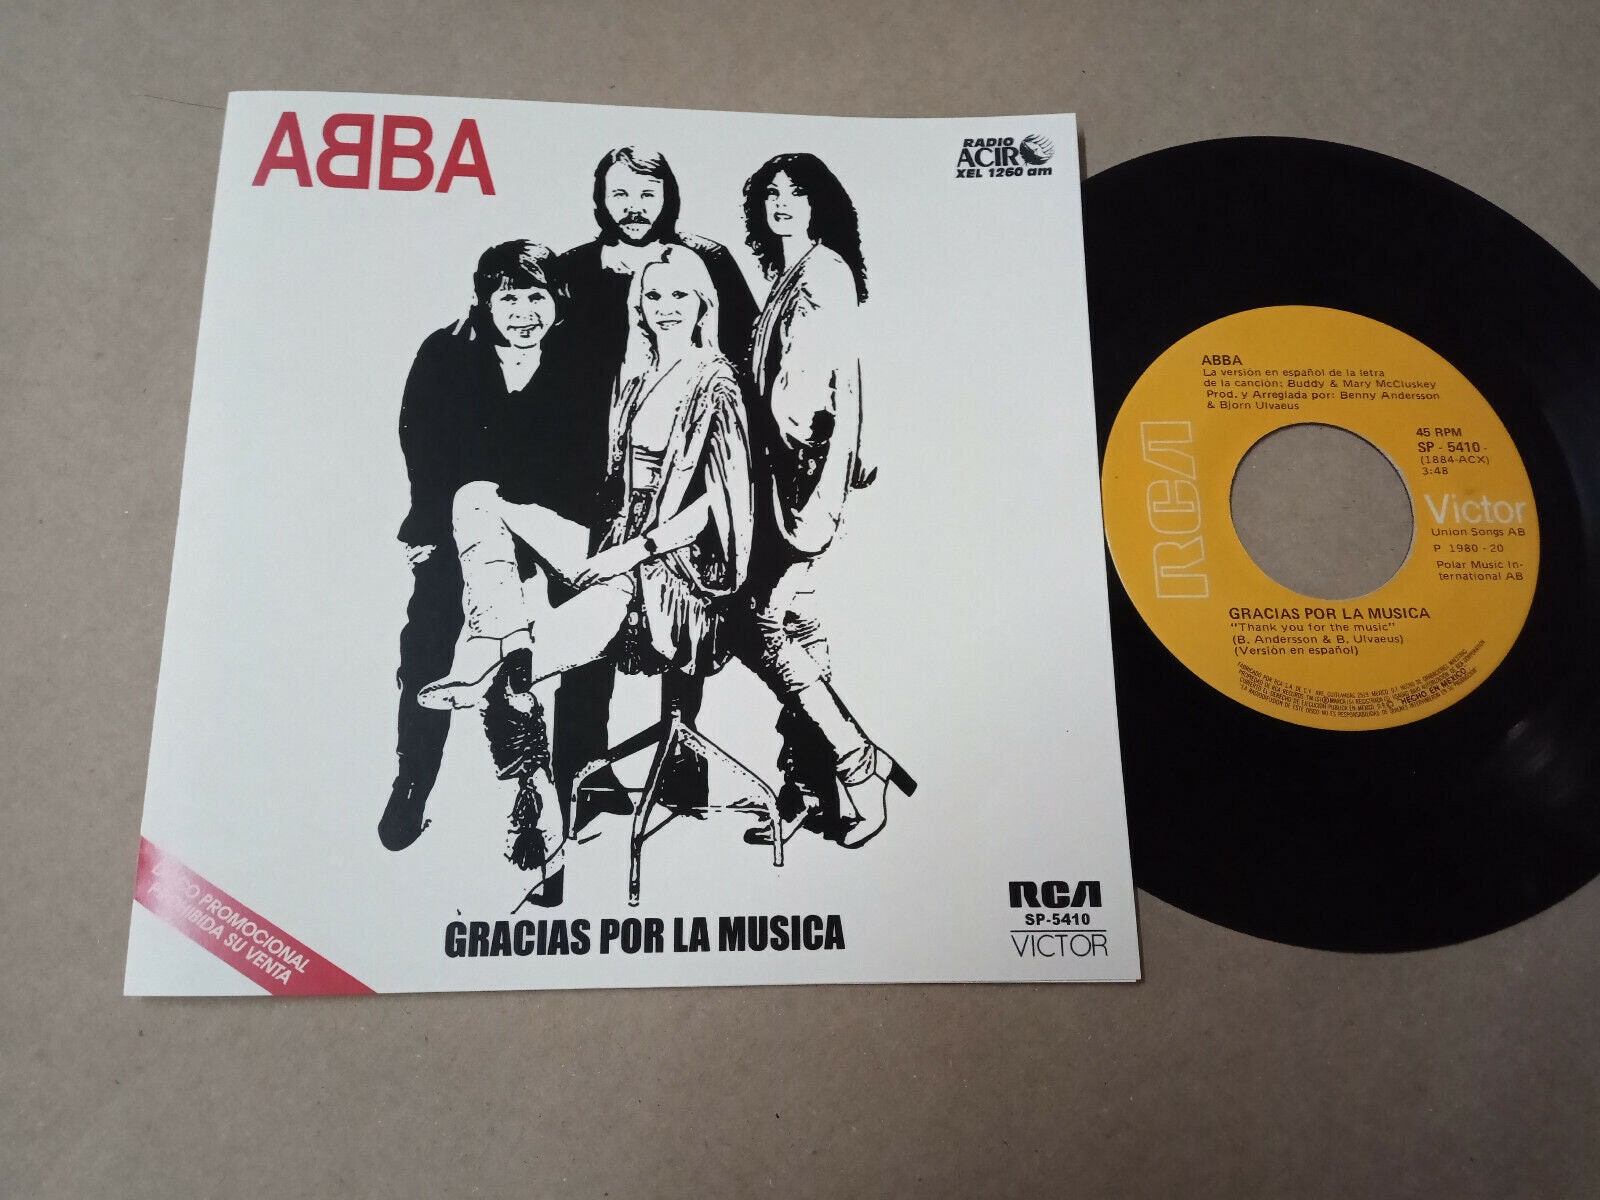 ABBA
RADIO
ACIR
XEL 1260 am
GRACIAS POR LA MUSICA
RCA
SP-5410
VICTOR
DISCO PROMOCIONAL
PROHIBIDA SU VENTA
ABBA
La versión en español de la letra
de la canción: Buddy & Mary McCluskey
Prod. y Arreglada por: Benny Andersson
& Bjorn Ulvaeus
45 RPM
SP - 5410 -
(1884-ACX)
3:48
RCA
Victor
Union Songs AB
P 1980 - 20
Polar Music In-
ternational AB
GRACIAS POR LA MUSICA
"Thank you for the music"
(B. Andersson & B. Ulvaeus)
(Versión en español)
HECHO EN MEXICO